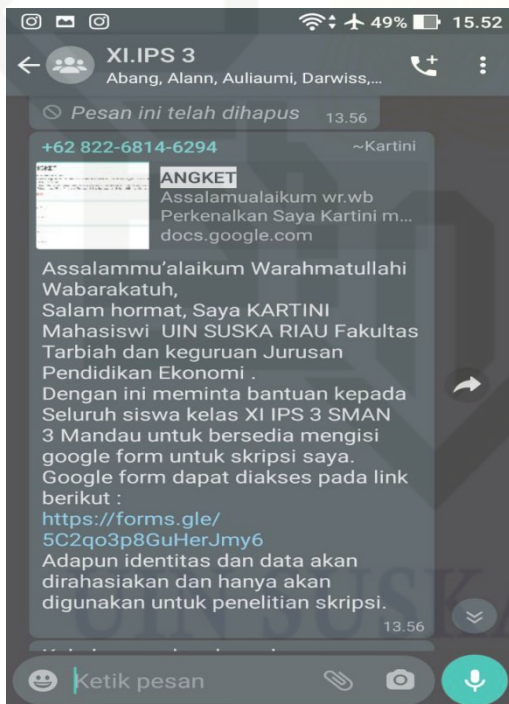 49% 15.52
XI.IPS 3
Abang, Alann, Auliaumi, Darwiss,...
Pesan ini telah dihapus 13.56
+62 822-6814-6294 ~Kartini
ANGKET
Assalamualaikum wr.wb
Perkenalkan Saya Kartini m...
docs.google.com
Assalammu'alaikum Warahmatullahi
Wabarakatuh,
Salam hormat, Saya KARTINI
Mahasiswi UIN SUSKA RIAU Fakultas
Tarbiah dan keguruan Jurusan
Pendidikan Ekonomi .
Dengan ini meminta bantuan kepada
Seluruh siswa kelas XI IPS 3 SMAN
3 Mandau untuk bersedia mengisi
google form untuk skripsi saya.
Google form dapat diakses pada link
berikut :
https://forms.gle/
5C2qo3p8GuHerJmy6
Adapun identitas dan data akan
dirahasiakan dan hanya akan
digunakan untuk penelitian skripsi.
13.56
UIN SUSKA
Ketik pesan